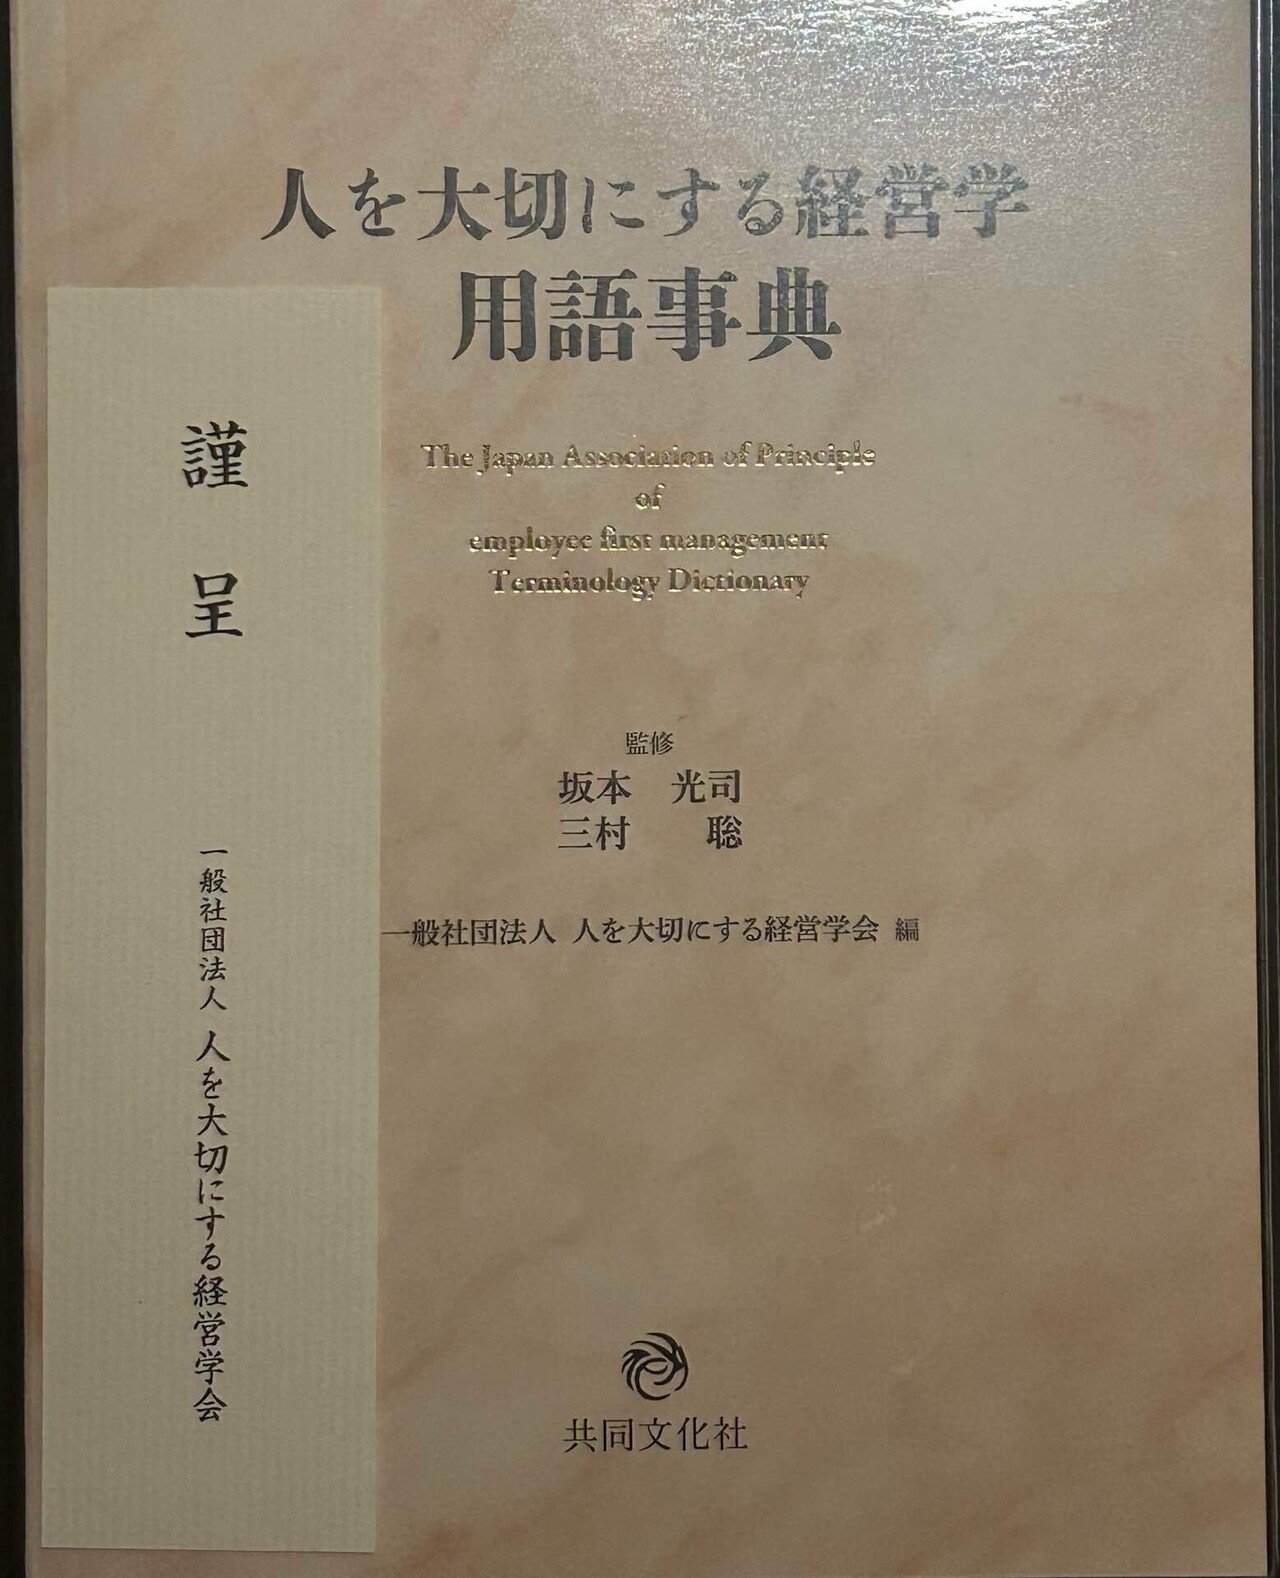 人を大切にする経営学
用語事典
The Japan Association of Principle
of
employee first management
Terminology Dictionary
監修
坂本 光司
三村 聡
一般社団法人 人を大切にする経営学会 編
共同文化社
謹呈
一般社団法人 人を大切にする経営学会